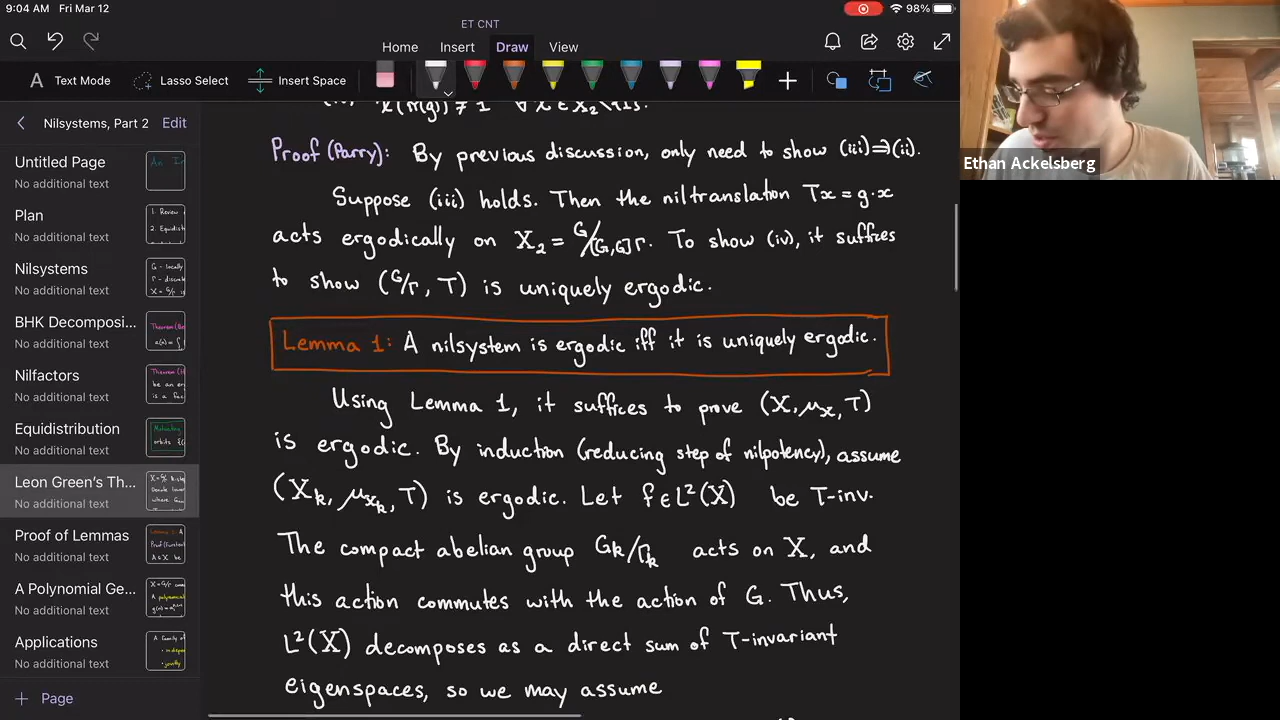 9:04 AM Fri Mar 12
98%
ET CNT
Home Insert Draw View
Text Mode Lasso Select Insert Space
Nilsystems, Part 2 Edit
Untitled Page
No additional text
Plan
No additional text
Nilsystems
No additional text
BHK Decomposi...
No additional text
Nilfactors
No additional text
Equidistribution
No additional text
Leon Green's Th...
No additional text
Proof of Lemmas
No additional text
A Polynomial Ge...
No additional text
Applications
No additional text
Page
Proof (Parry): By previous discussion, only need to show (iii)⇒(ii).
Suppose (iii) holds. Then the niltranslation Tx = g·x
acts ergodically on X₂ = G/[G,G]Γ. To show (iv), it suffices
to show (G/Γ, T) is uniquely ergodic.
Lemma 1: A nilsystem is ergodic iff it is uniquely ergodic.
Using Lemma 1, it suffices to prove (X, μ_X, T)
is ergodic. By induction (reducing step of nilpotency), assume
(X_k, μ_{X_k}, T) is ergodic. Let f ∈ L²(X) be T-inv.
The compact abelian group G_k/Γ_k acts on X, and
this action commutes with the action of G. Thus,
L²(X) decomposes as a direct sum of T-invariant
eigenspaces, so we may assume
Ethan Ackelsberg